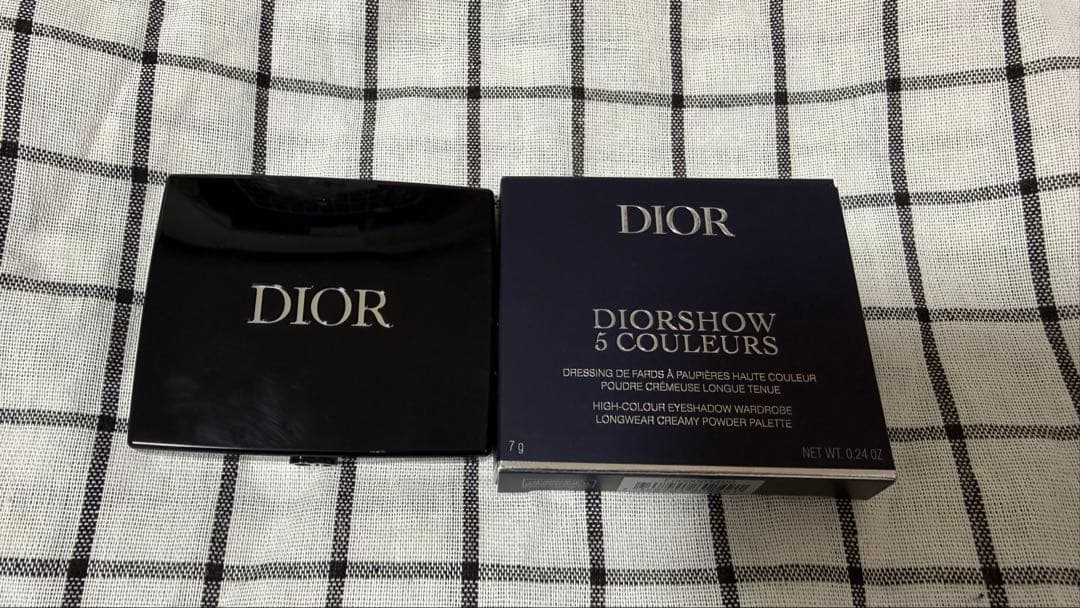 DIOR
DIOR
DIORSHOW
5 COULEURS
DRESSING DE FARDS À PAUPIÈRES HAUTE COULEUR
POUDRE CRÉMEUSE LONGUE TENUE
HIGH-COLOUR EYESHADOW WARDROBE
LONGWEAR CREAMY POWDER PALETTE
7 g
NET WT. 0.24 OZ